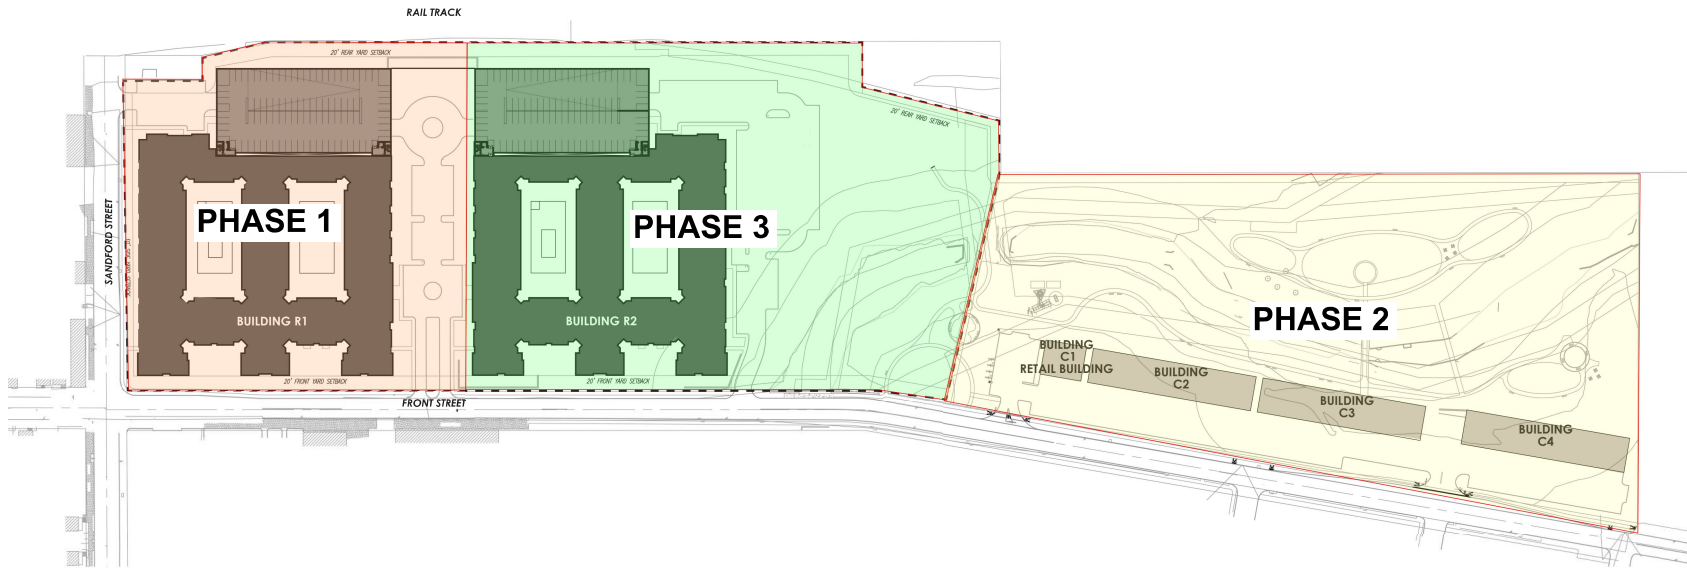 RAIL TRACK
20' REAR YARD SETBACK
20' REAR YARD SETBACK
SANDFORD STREET
PHASE 1
PHASE 3
PHASE 2
BUILDING R1
BUILDING R2
BUILDING
C1
RETAIL BUILDING
BUILDING
C2
BUILDING
C3
BUILDING
C4
20' FRONT YARD SETBACK
20' FRONT YARD SETBACK
FRONT STREET